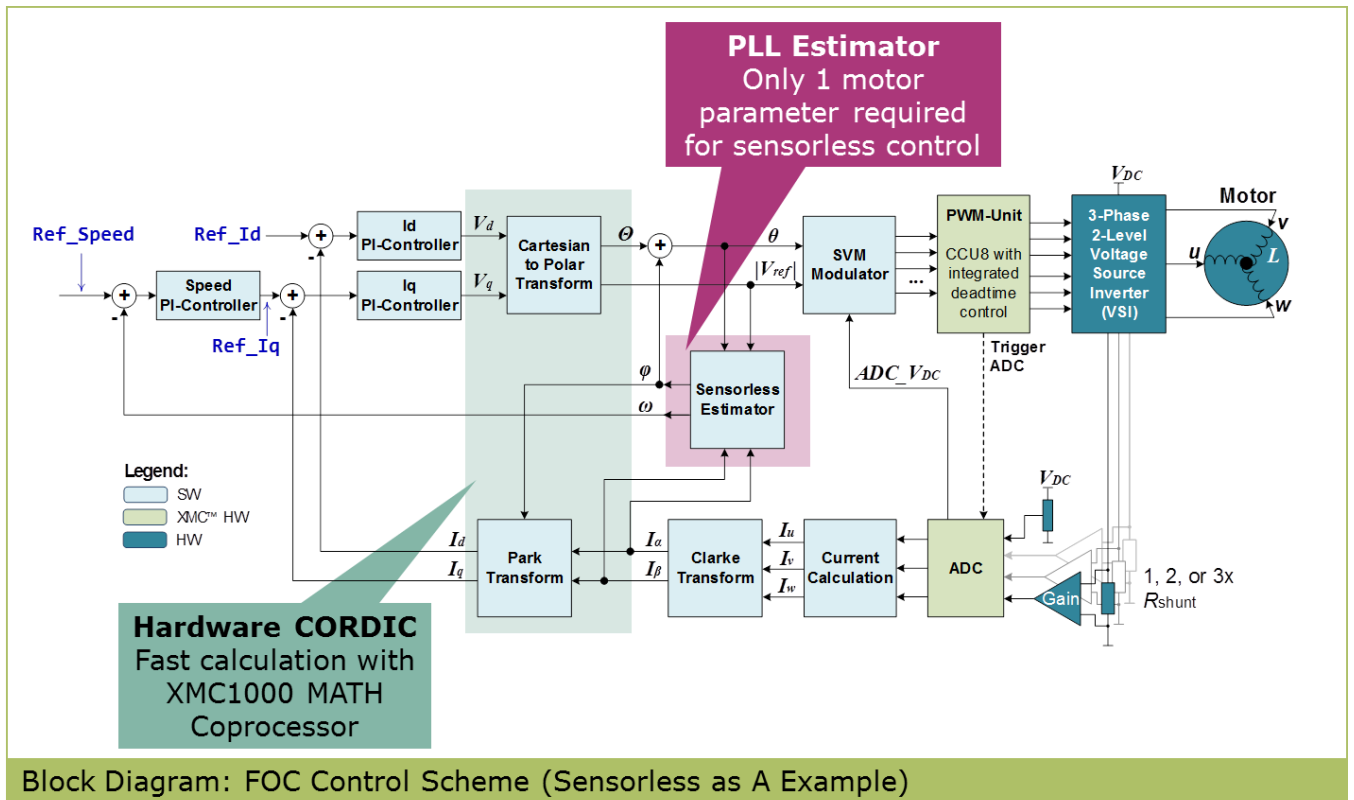 PLL Estimator
Only 1 motor
parameter required
for sensorless control
Ref_Speed
Ref_Id
+
-
Id
PI-Controller
Vd
Cartesian
to Polar
Transform
Θ
+
θ
|Vref|
SVM
Modulator
...
PWM-Unit
CCU8 with
integrated
deadtime
control
VDC
3-Phase
2-Level
Voltage
Source
Inverter
(VSI)
Motor
v
u
L
w
+
-
Speed
PI-Controller
+
-
Ref_Iq
Iq
PI-Controller
Vq
φ
ω
Sensorless
Estimator
ADC_VDC
Trigger
ADC
Legend:
SW
XMC™ HW
HW
Id
Iq
Park
Transform
Iα
Iβ
Clarke
Transform
Iu
Iv
Iw
Current
Calculation
ADC
VDC
Gain
1, 2, or 3x
Rshunt
Hardware CORDIC
Fast calculation with
XMC1000 MATH
Coprocessor
Block Diagram: FOC Control Scheme (Sensorless as A Example)